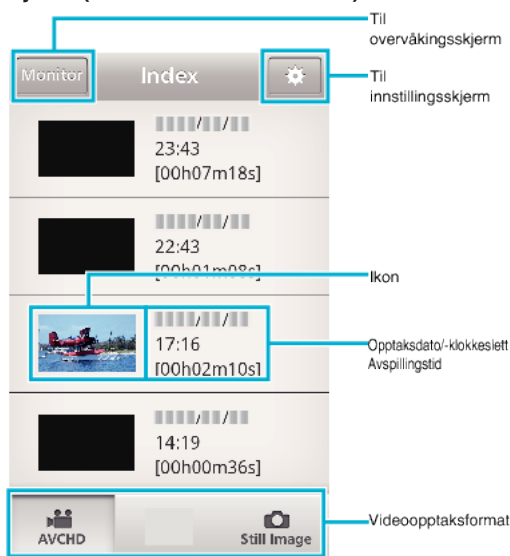 Til
overvåkingsskjerm
Monitor
Index
Til
innstillingsskjerm
23:43
[00h07m18s]
22:43
[00h01m08s]
Ikon
17:16
[00h02m10s]
Opptaksdato/-klokkeslett
Avspillingstid
14:19
[00h00m36s]
AVCHD
Still Image
Videoopptaksformat